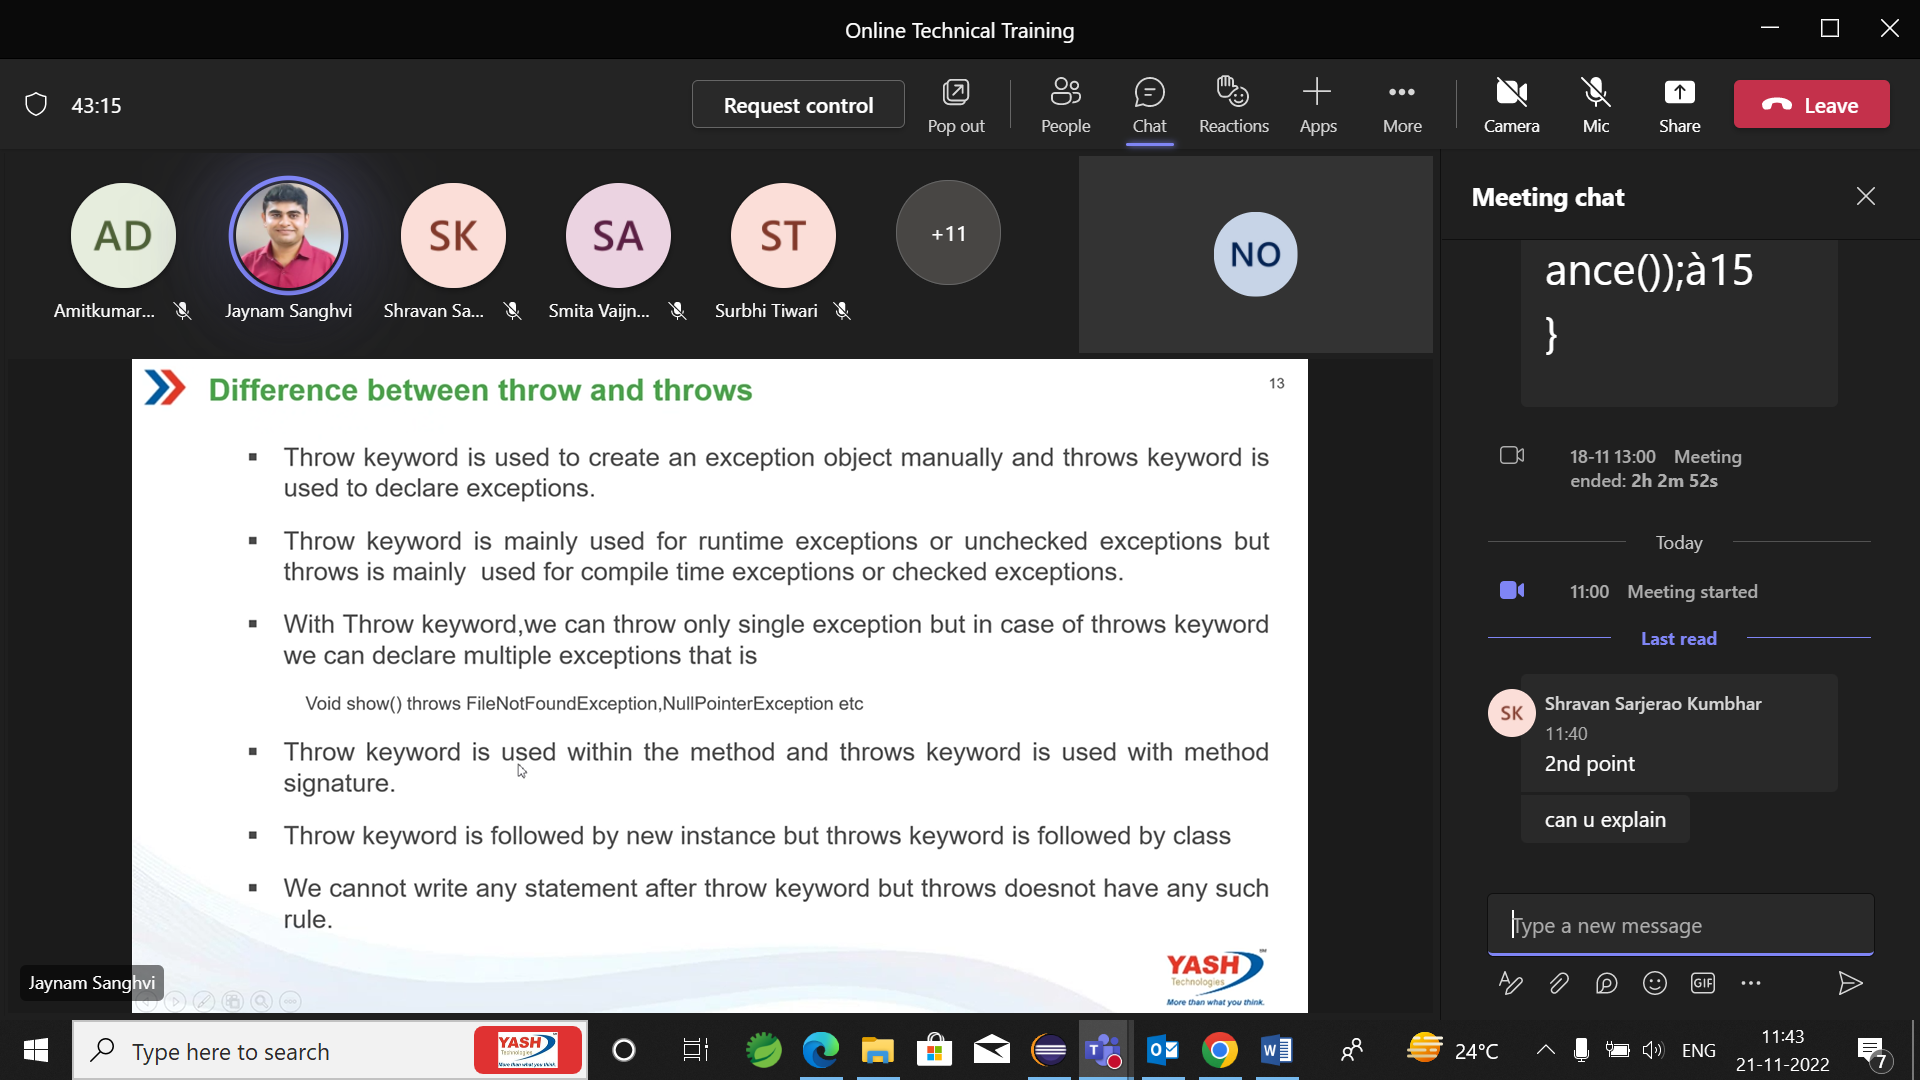 Online Technical Training
43:15
Request control
Pop out
People
Chat
Reactions
Apps
More
Camera
Mic
Share
Leave
AD
SK
SA
ST
+11
NO
Amitkumar...
Jaynam Sanghvi
Shravan Sa...
Smita Vaijn...
Surbhi Tiwari
Difference between throw and throws
13
▪ Throw keyword is used to create an exception object manually and throws keyword is
used to declare exceptions.
▪ Throw keyword is mainly used for runtime exceptions or unchecked exceptions but
throws is mainly used for compile time exceptions or checked exceptions.
▪ With Throw keyword,we can throw only single exception but in case of throws keyword
we can declare multiple exceptions that is
Void show() throws FileNotFoundException,NullPointerException etc
▪ Throw keyword is used within the method and throws keyword is used with method
signature.
▪ Throw keyword is followed by new instance but throws keyword is followed by class
▪ We cannot write any statement after throw keyword but throws doesnot have any such
rule.
YASH
Technologies
More than what you think.
Jaynam Sanghvi
Meeting chat
ance());à15
}
18-11 13:00 Meeting
ended: 2h 2m 52s
Today
11:00 Meeting started
Last read
SK
Shravan Sarjerao Kumbhar
11:40
2nd point
can u explain
Type a new message
GIF
Type here to search
YASH
Technologies
More than what you think.
24°C
ENG
11:43
21-11-2022
7